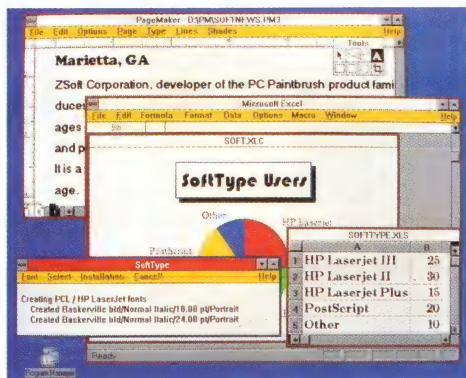 PageMaker - D:\PM\SOFTNEWS.PM3
File Edit Options Page Type Lines Shades Help
Tools
Marietta, GA
ZSoft Corporation, developer of the PC Paintbrush product fami
duces
ages
and p
It is a
age.
Microsoft Excel
File Edit Formula Format Data Options Macro Window Help
SOFT.XLC
SoftType Users
Other
HP Laserjet
PostScript
SOFTTYPE.XLS
A B
1 HP Laserjet III 25
2 HP Laserjet II 30
3 HP Laserjet Plus 15
4 PostScript 20
5 Other 10
SoftType
Font Select Installation Cancel! Help
Creating PCL / HP LaserJet fonts
Created Baskerville bld/Normal Italic/18.00 pt/Portrait
Created Baskerville bld/Normal Italic/24.00 pt/Portrait
Ready
Program Manager